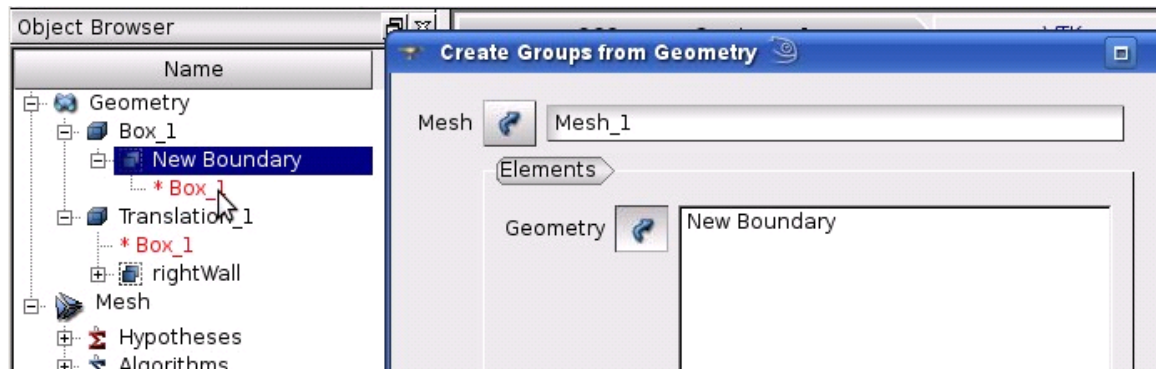 Object Browser
Name
Geometry
Box_1
New Boundary
* Box_1
Translation_1
* Box_1
rightWall
Mesh
Hypotheses
Algorithms
Create Groups from Geometry
Mesh
Mesh_1
Elements
Geometry
New Boundary